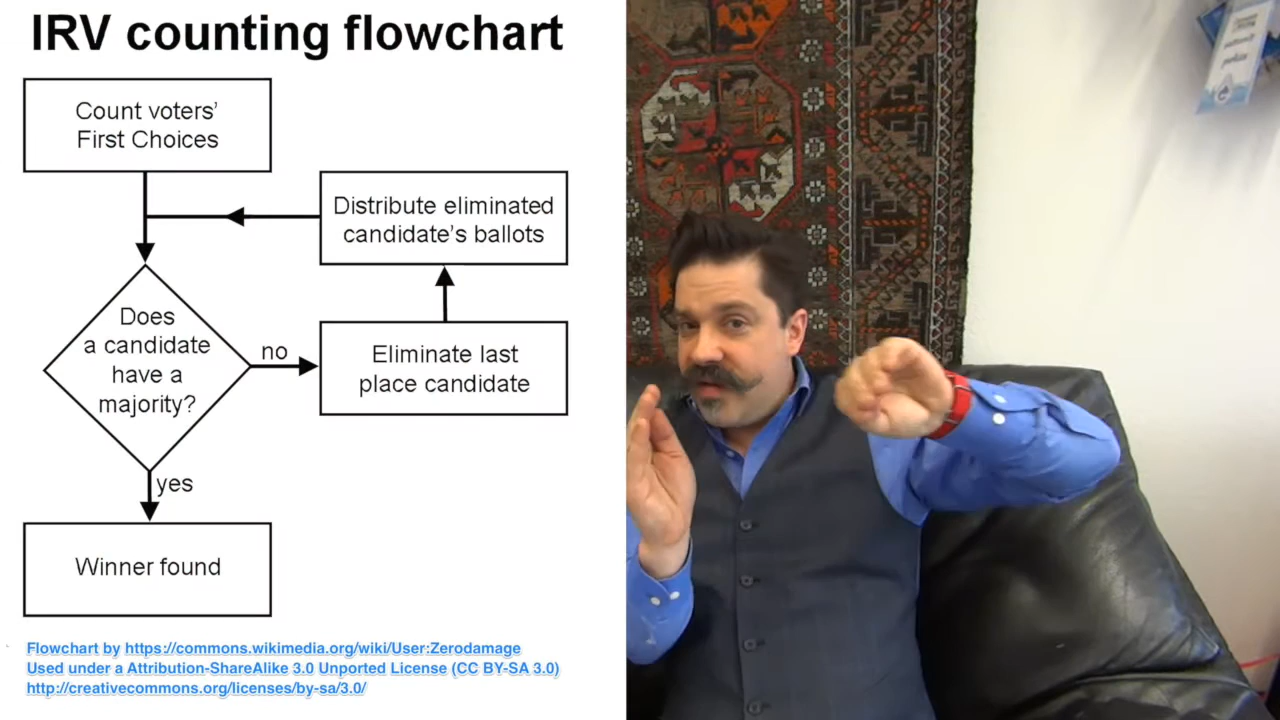 IRV counting flowchart
Count voters’
First Choices
Distribute eliminated
candidate’s ballots
Does
a candidate
have a
majority?
no
Eliminate last
place candidate
yes
Winner found
Flowchart by https://commons.wikimedia.org/wiki/User:Zerodamage
Used under a Attribution-ShareAlike 3.0 Unported License (CC BY-SA 3.0)
http://creativecommons.org/licenses/by-sa/3.0/